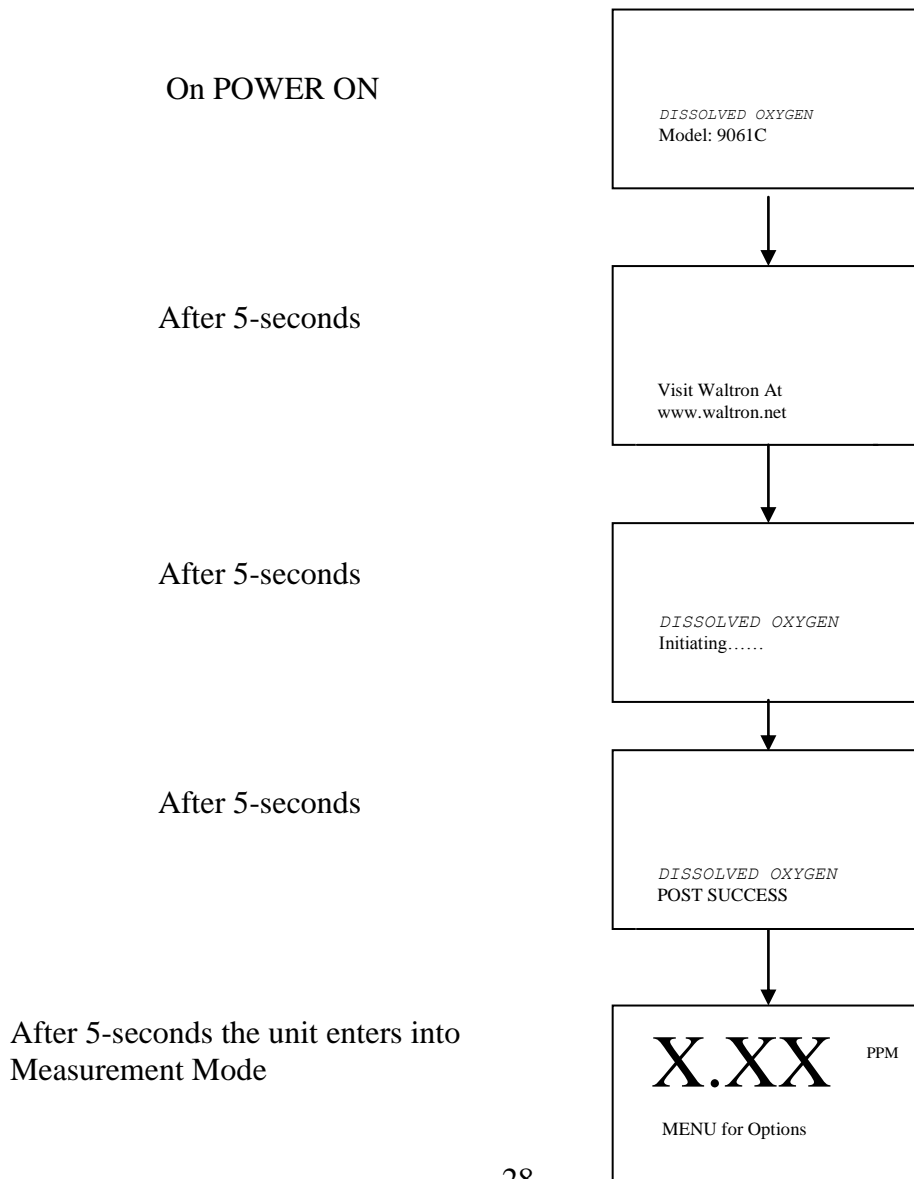 On POWER ON
DISSOLVED OXYGEN
Model: 9061C
After 5-seconds
Visit Waltron At
www.waltron.net
After 5-seconds
DISSOLVED OXYGEN
Initiating……
After 5-seconds
DISSOLVED OXYGEN
POST SUCCESS
After 5-seconds the unit enters into
Measurement Mode
X.XX PPM
MENU for Options
28